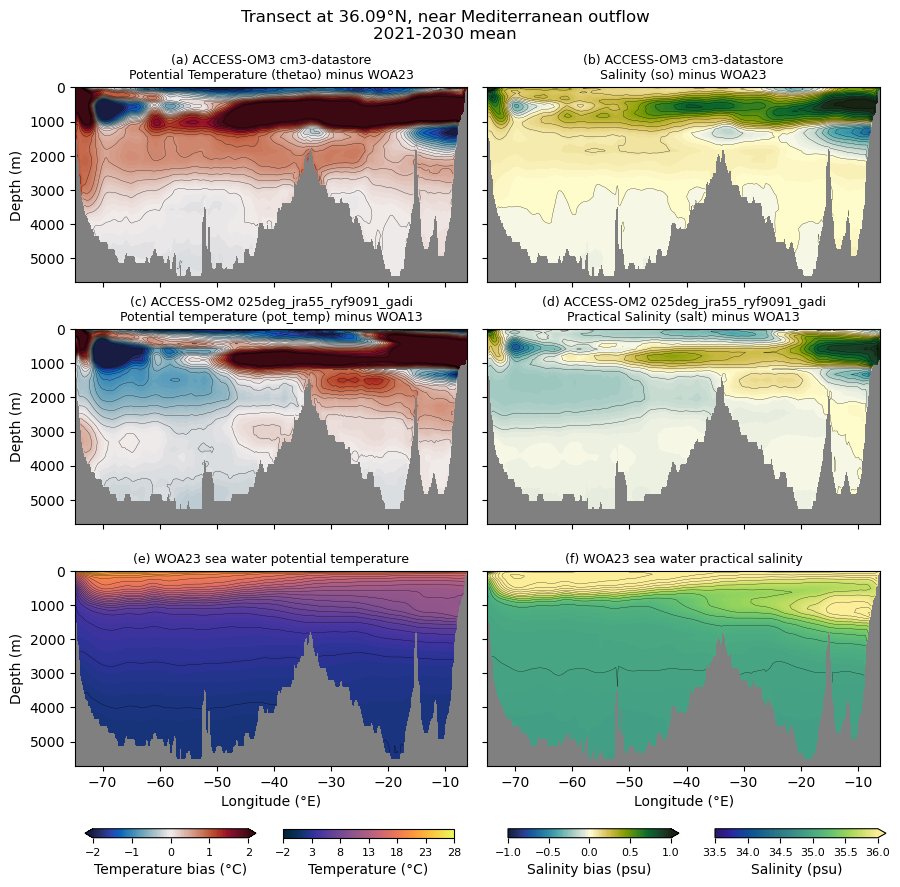 Transect at 36.09°N, near Mediterranean outflow
2021-2030 mean
(a) ACCESS-OM3 cm3-datastore
Potential Temperature (thetao) minus WOA23
(b) ACCESS-OM3 cm3-datastore
Salinity (so) minus WOA23
0
1000
2000
3000
4000
5000
Depth (m)
(c) ACCESS-OM2 025deg_jra55_ryf9091_gadi
Potential temperature (pot_temp) minus WOA13
(d) ACCESS-OM2 025deg_jra55_ryf9091_gadi
Practical Salinity (salt) minus WOA13
0
1000
2000
3000
4000
5000
Depth (m)
(e) WOA23 sea water potential temperature
(f) WOA23 sea water practical salinity
0
1000
2000
3000
4000
5000
Depth (m)
−70 −60 −50 −40 −30 −20 −10
Longitude (°E)
−70 −60 −50 −40 −30 −20 −10
Longitude (°E)
−2 −1 0 1 2
Temperature bias (°C)
−2 3 8 13 18 23 28
Temperature (°C)
−1.0 −0.5 0.0 0.5 1.0
Salinity bias (psu)
33.5 34.0 34.5 35.0 35.5 36.0
Salinity (psu)